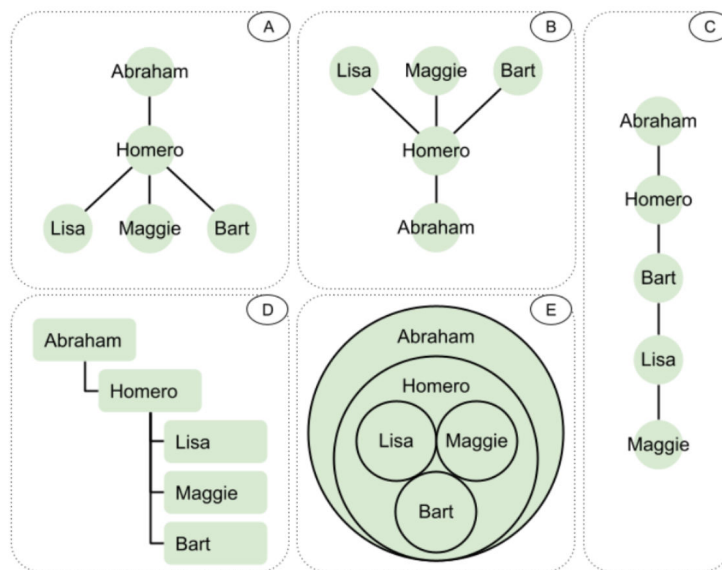 A
Abraham
Homero
Lisa Maggie Bart
B
Lisa Maggie Bart
Homero
Abraham
C
Abraham
Homero
Bart
Lisa
Maggie
D
Abraham
Homero
Lisa
Maggie
Bart
E
Abraham
Homero
Lisa Maggie
Bart